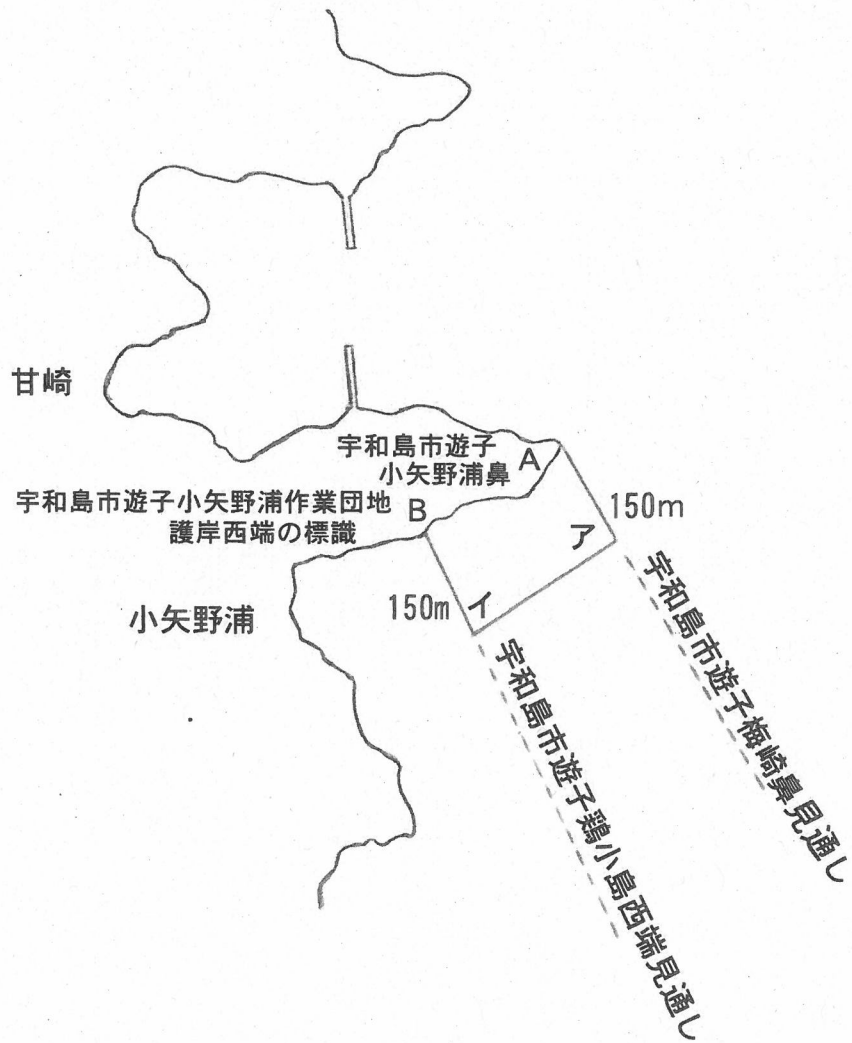 甘崎
宇和島市遊子
小矢野浦鼻
A
宇和島市遊子小矢野浦作業団地
護岸西端の標識
B
150m
ア
小矢野浦
150m
イ
宇和島市遊子梅崎鼻見通し
宇和島市遊子鶏小島西端見通し